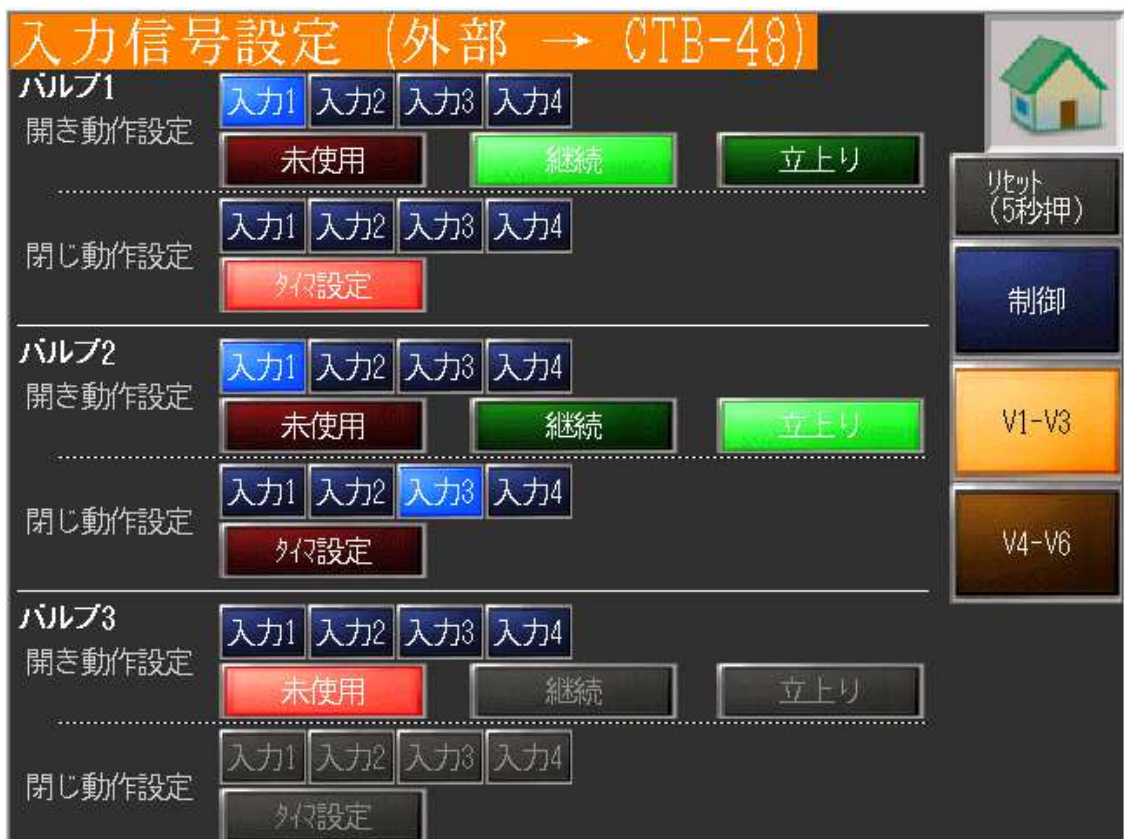 入力信号設定 (外部 → CTB-48)
バルブ1
入力1 入力2 入力3 入力4
開き動作設定
未使用 継続 立上り
入力1 入力2 入力3 入力4
閉じ動作設定
ﾀｲﾏ設定
バルブ2
入力1 入力2 入力3 入力4
開き動作設定
未使用 継続 立上り
入力1 入力2 入力3 入力4
閉じ動作設定
ﾀｲﾏ設定
バルブ3
入力1 入力2 入力3 入力4
開き動作設定
未使用 継続 立上り
入力1 入力2 入力3 入力4
閉じ動作設定
ﾀｲﾏ設定
ﾘｾｯﾄ
(5秒押)
制御
V1-V3
V4-V6